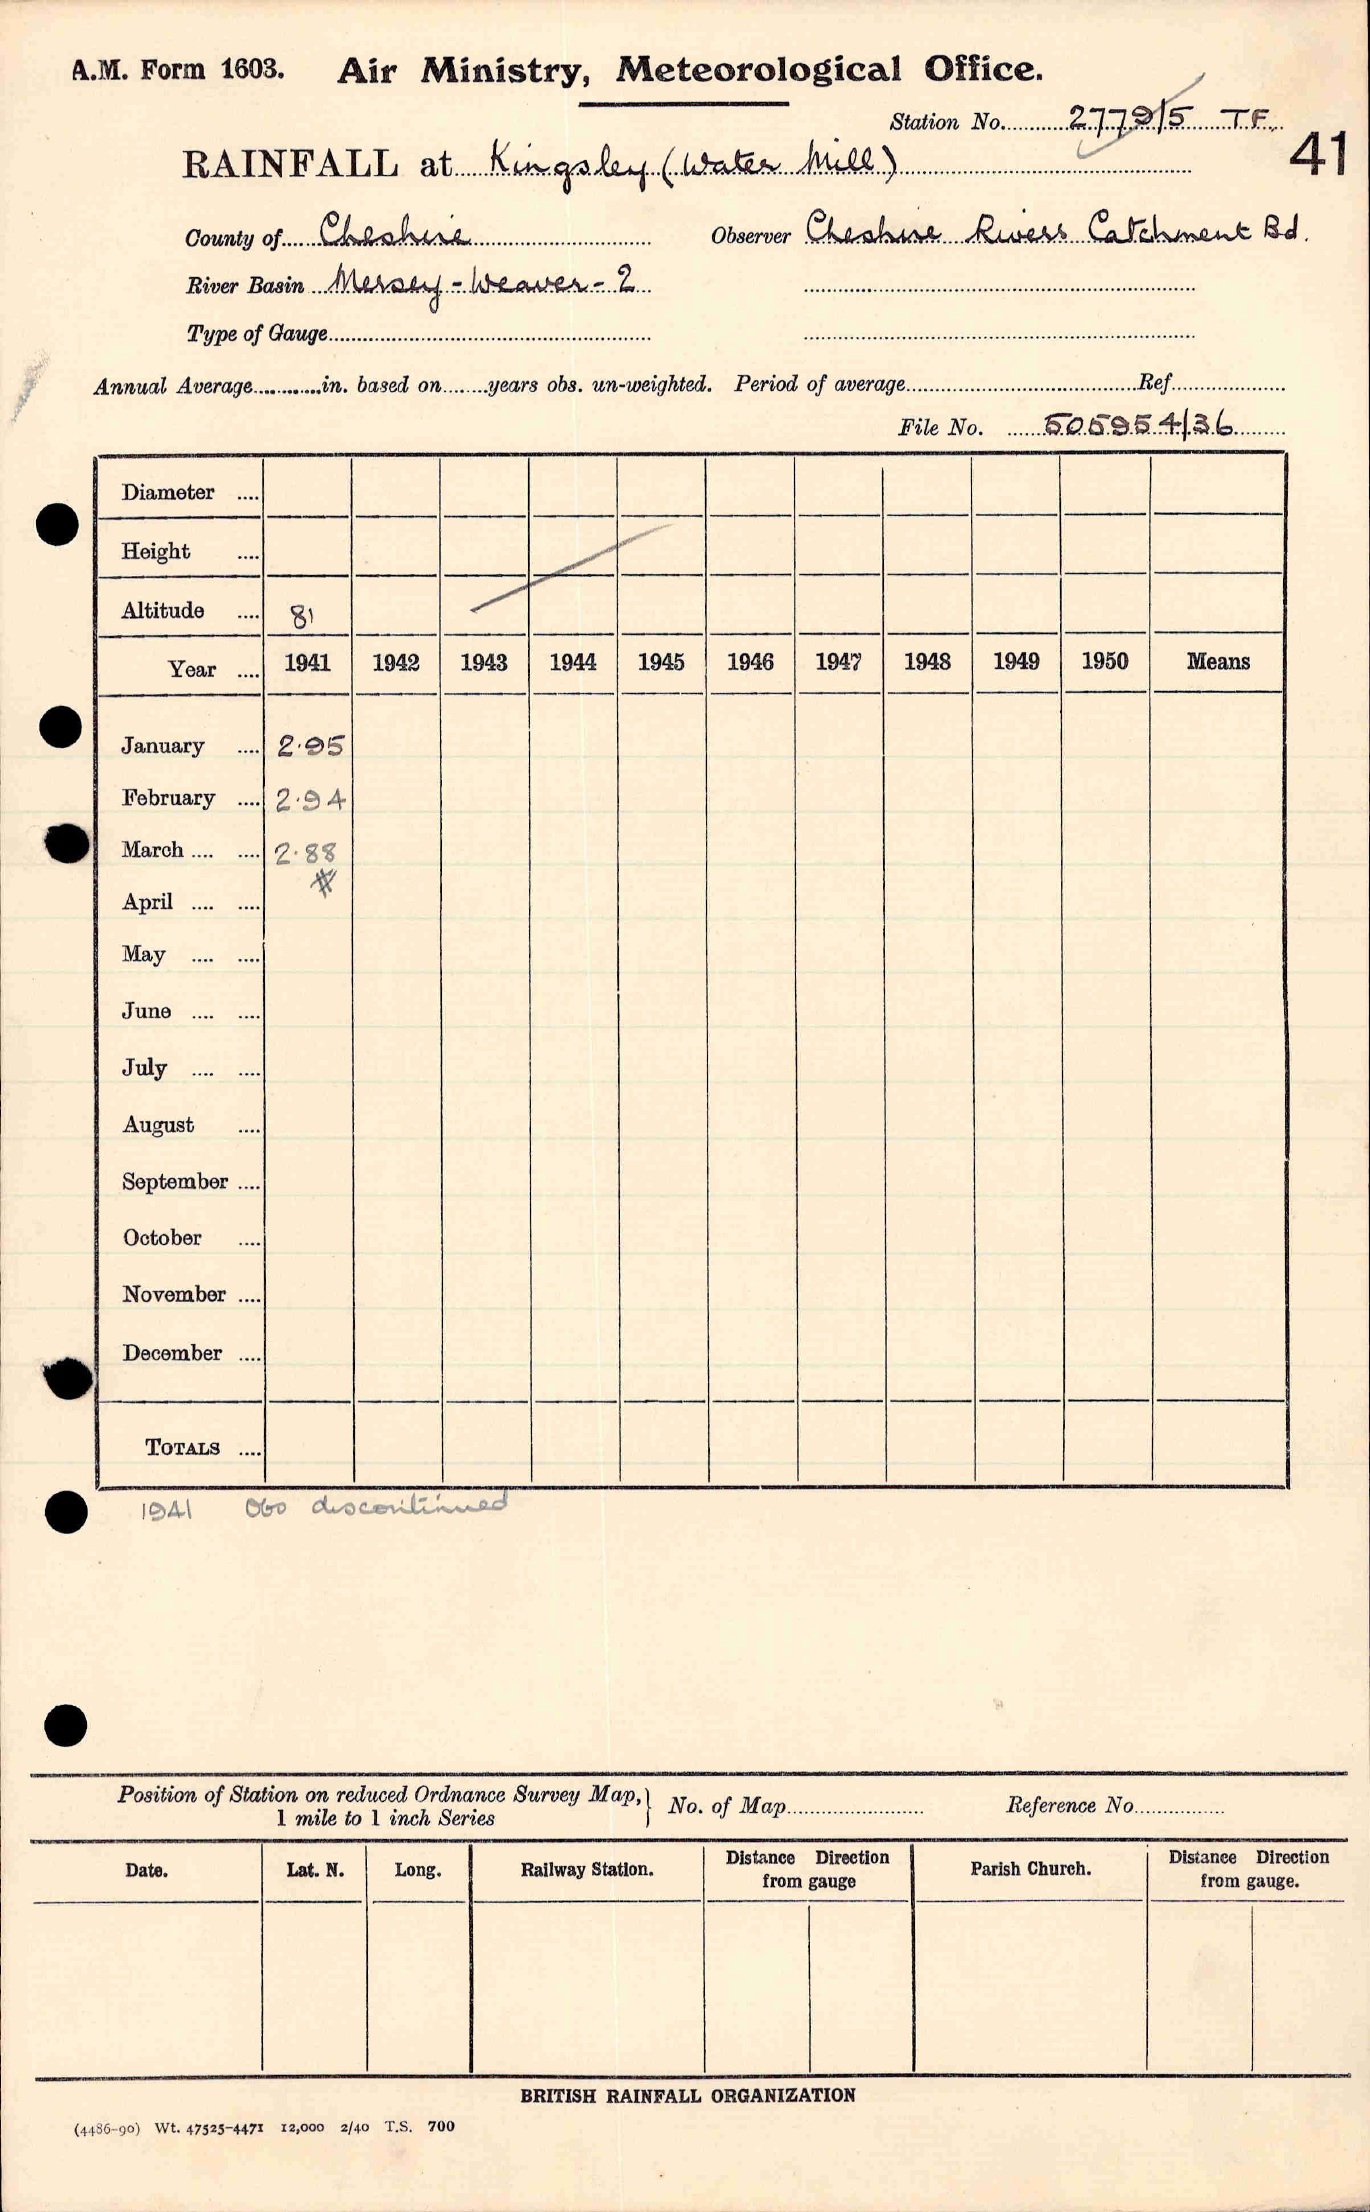 A.M. Form 1603. Air Ministry, Meteorological Office.
Station No. 2779/5 TF.
41
RAINFALL at Kingsley (Water Mill)
County of Cheshire Observer Cheshire Rivers Catchment Bd.
River Basin Mersey - Weaver - 2
Type of Gauge
Annual Average in. based on years obs. un-weighted. Period of average Ref.
File No. 505954/36
Diameter
Height
Altitude 81
Year 1941 1942 1943 1944 1945 1946 1947 1948 1949 1950 Means
January 2.95
February 2.94
March 2.88
#
April
May
June
July
August
September
October
November
December
TOTALS
1941 Obs discontinued
Position of Station on reduced Ordnance Survey Map, 1 mile to 1 inch Series } No. of Map Reference No.
Date. Lat. N. Long. Railway Station. Distance Direction from gauge Parish Church. Distance Direction from gauge.
BRITISH RAINFALL ORGANIZATION
(4486-90) Wt. 47525-4471 12,000 2/40 T.S. 700